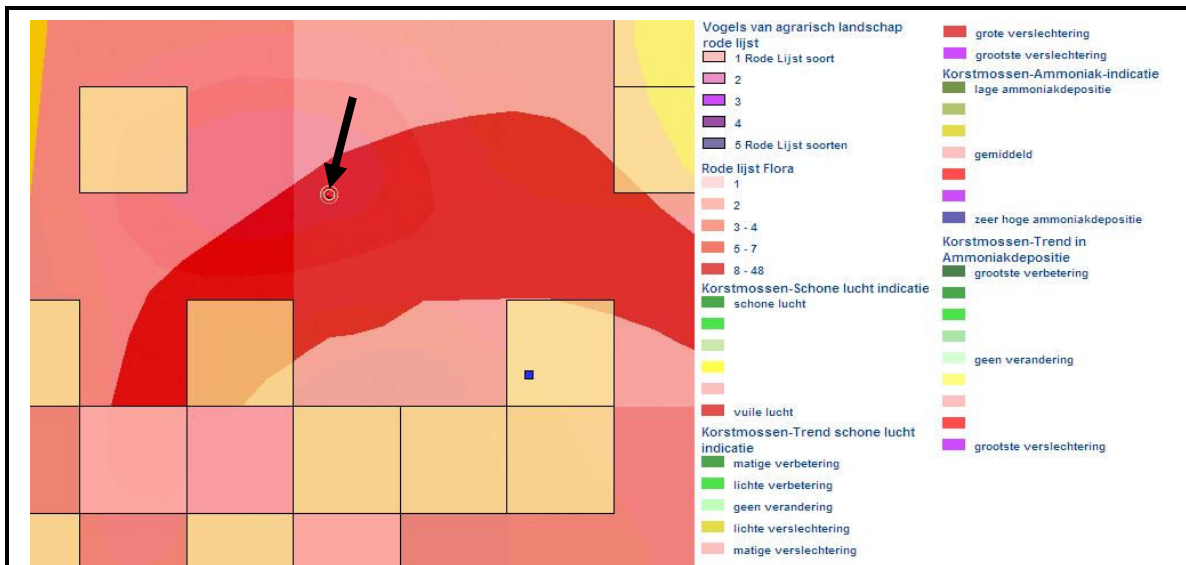 Vogels van agrarisch landschap
rode lijst
1 Rode Lijst soort
2
3
4
5 Rode Lijst soorten
Rode lijst Flora
1
2
3 - 4
5 - 7
8 - 48
Korstmossen-Schone lucht indicatie
schone lucht
vuile lucht
Korstmossen-Trend schone lucht
indicatie
matige verbetering
lichte verbetering
geen verandering
lichte verslechtering
matige verslechtering
grote verslechtering
grootste verslechtering
Korstmossen-Ammoniak-indicatie
lage ammoniakdepositie
gemiddeld
zeer hoge ammoniakdepositie
Korstmossen-Trend in
Ammoniakdepositie
grootste verbetering
geen verandering
grootste verslechtering